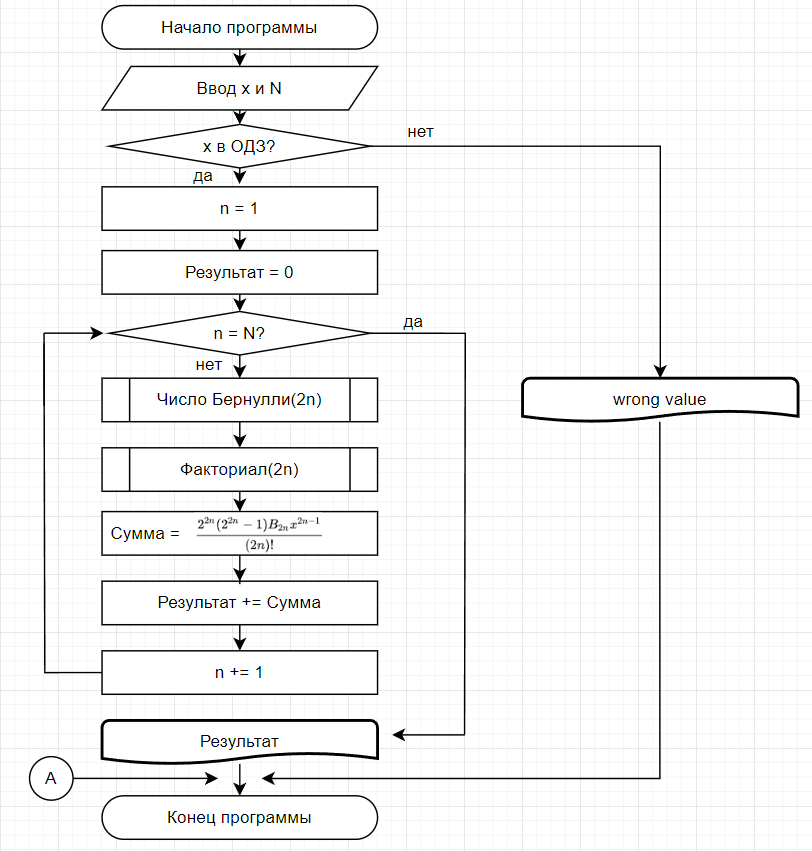 Начало программы
Ввод x и N
x в ОДЗ?
нет
да
n = 1
Результат = 0
n = N?
да
нет
Число Бернулли(2n)
wrong value
Факториал(2n)
Сумма = \frac{2^{2n}(2^{2n} - 1)B_{2n}x^{2n-1}}{(2n)!}
Результат += Сумма
n += 1
Результат
A
Конец программы